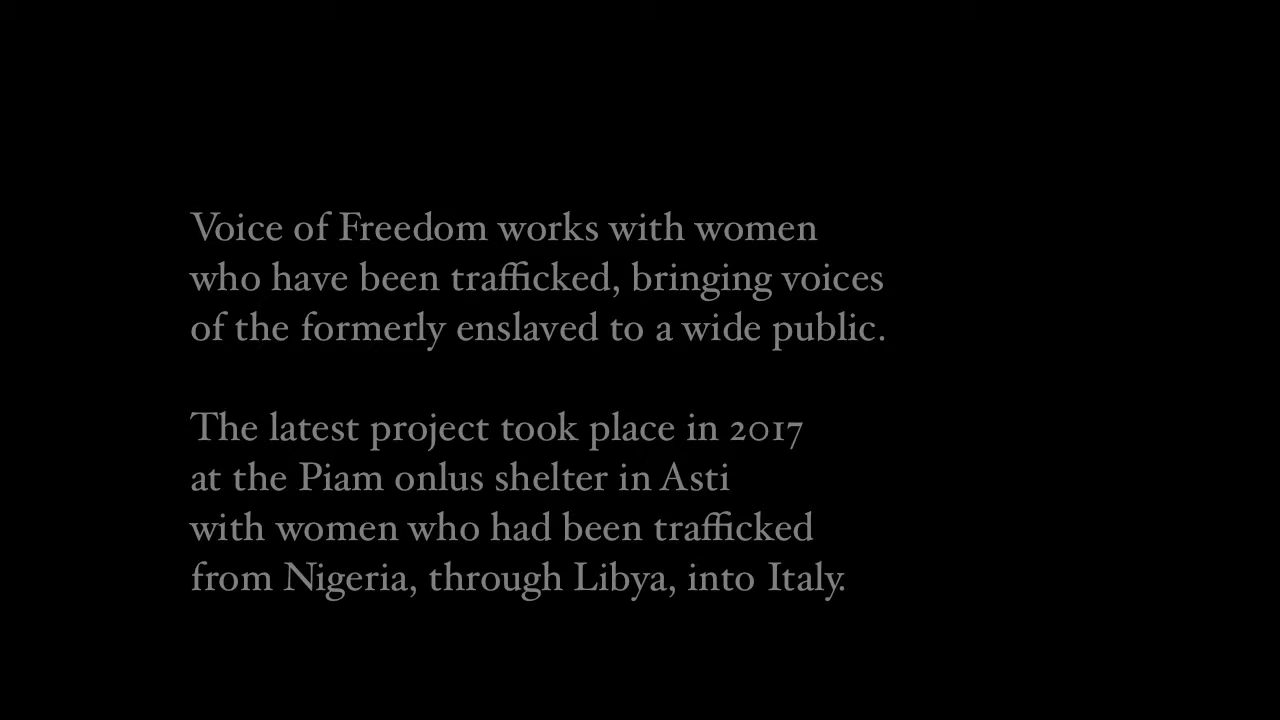 Voice of Freedom works with women
who have been trafficked, bringing voices
of the formerly enslaved to a wide public.
The latest project took place in 2017
at the Piam onlus shelter in Asti
with women who had been trafficked
from Nigeria, through Libya, into Italy.